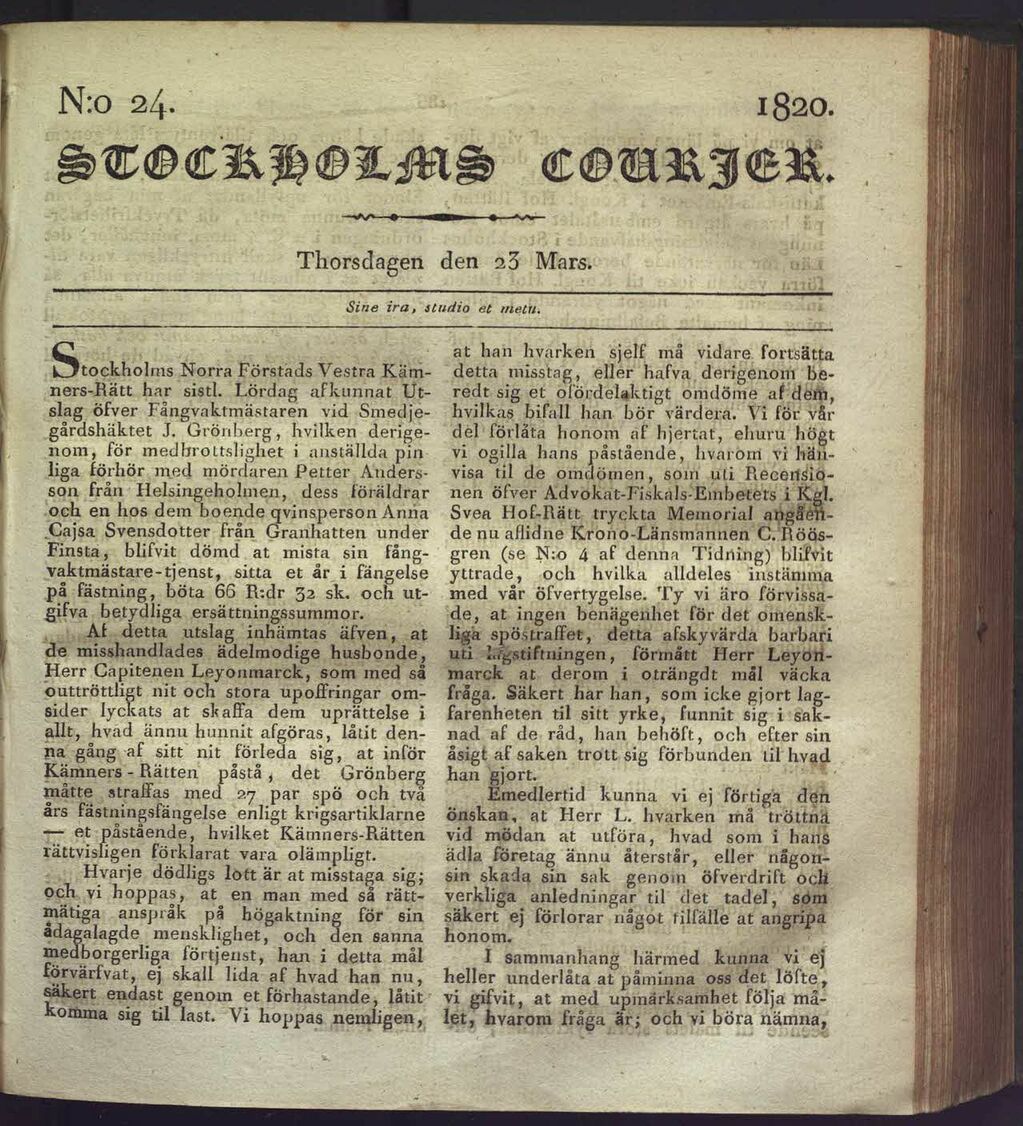 N:o 24.
1820.
STOCKHOLMS COURJER.
Thorsdagen den 23 Mars.
Sine ira, studio et metu.
Stockholms Norra Förstads Vestra Käm-
ners-Rätt har sistl. Lördag afkunnat Ut-
slag öfver Fångvaktmästaren vid Smedje-
gårdshäktet J. Grönberg, hvilken derige-
nom, för medbrottslighet i anställda pin
liga förhör med mördaren Petter Anders-
son från Helsingeholmen, dess föräldrar
och en hos dem boende qvinsperson Anna
Cajsa Svensdotter från Granhatten under
Finsta, blifvit dömd at mista sin fång-
vaktmästare-tjenst, sitta et år i fängelse
på fästning, böta 66 R:dr 32 sk. och ut-
gifva betydliga ersättningssummor.
Af detta utslag inhämtas äfven, at
de misshandlades ädelmodige husbonde,
Herr Capitenen Leyonmarck, som med så
outtröttligt nit och stora upoffringar om-
sider lyckats at skaffa dem uprättelse i
allt, hvad ännu hunnit afgöras, låtit den-
na gång af sitt nit förleda sig, at inför
Kämners-Rätten påstå, det Grönberg
måtte straffas med 27 par spö och två
års fästningsfängelse enligt krigsartiklarne
— et påstående, hvilket Kämners-Rätten
rättvisligen förklarat vara olämpligt.
Hvarje dödligs lott är at misstaga sig;
och vi hoppas, at en man med så rätt-
mätiga anspråk på högaktning för sin
ådagalagde mensklighet, och den sanna
medborgerliga förtjenst, han i detta mål
förvärfvat, ej skall lida af hvad han nu,
säkert endast genom et förhastande, låtit
komma sig til last. Vi hoppas nemligen,
at han hvarken sjelf må vidare fortsätta
detta misstag, eller hafva derigenom be-
redt sig et ofördelaktigt omdöme af dem,
hvilkas bifall han bör värdera. Vi för vår
del förlåta honom af hjertat, ehuru högt
vi ogilla hans påstående, hvarom vi hän-
visa til de omdömen, som uti Recensio-
nen öfver Advokat-Fiskals-Embetets i Kgl.
Svea Hof-Rätt tryckta Memorial angåen-
de nu aflidne Krono-Länsmannen C. Röös-
gren (se N:o 4 af denna Tidning) blifvit
yttrade, och hvilka alldeles instämma
med vår öfvertygelse. Ty vi äro förvissa-
de, at ingen benägenhet för det omensk-
liga spöstraffet, detta afskyvärda barbari
uti lagstiftningen, förmått Herr Leyon-
marck at derom i oträngdt mål väcka
fråga. Säkert har han, som icke gjort lag-
farenheten til sitt yrke, funnit sig i sak-
nad af de råd, han behöft, och efter sin
åsigt af saken trott sig förbunden til hvad
han gjort.
Emedlertid kunna vi ej förtiga den
önskan, at Herr L. hvarken må tröttna
vid mödan at utföra, hvad som i hans
ädla företag ännu återstår, eller någon-
sin skada sin sak genom öfverdrift och
verkliga anledningar til det tadel, som
säkert ej förlorar något tilfälle at angripa
honom.
I sammanhang härmed kunna vi ej
heller underlåta at påminna oss det löfte,
vi gifvit, at med upmärksamhet följa må-
let, hvarom fråga är; och vi böra nämna,